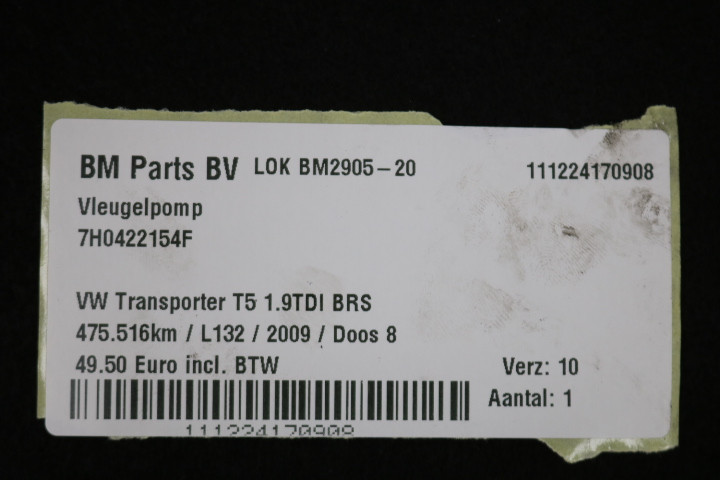 BM Parts BV LOK BM2905-20 111224170908
Vleugelpomp
7H0422154F
VW Transporter T5 1.9TDI BRS
475.516km / L132 / 2009 / Doos 8
49.50 Euro incl. BTW Verz: 10
Aantal: 1
111224170908